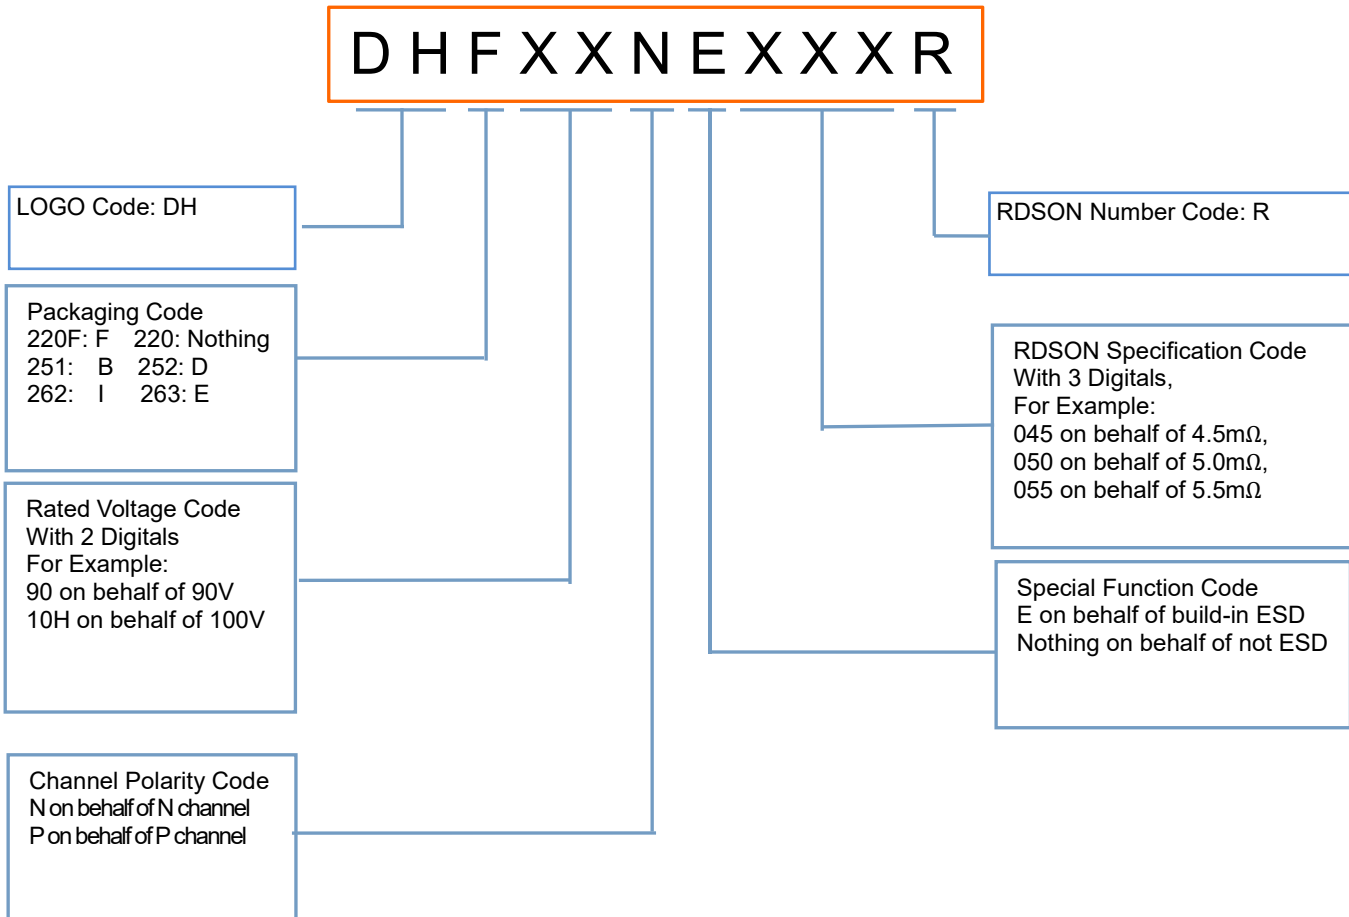 D H F X X N E X X X R
LOGO Code: DH
Packaging Code
220F: F 220: Nothing
251: B 252: D
262: I 263: E
Rated Voltage Code
With 2 Digitals
For Example:
90 on behalf of 90V
10H on behalf of 100V
Channel Polarity Code
N on behalf of N channel
P on behalf of P channel
RDSON Number Code: R
RDSON Specification Code
With 3 Digitals,
For Example:
045 on behalf of 4.5mΩ,
050 on behalf of 5.0mΩ,
055 on behalf of 5.5mΩ
Special Function Code
E on behalf of build-in ESD
Nothing on behalf of not ESD